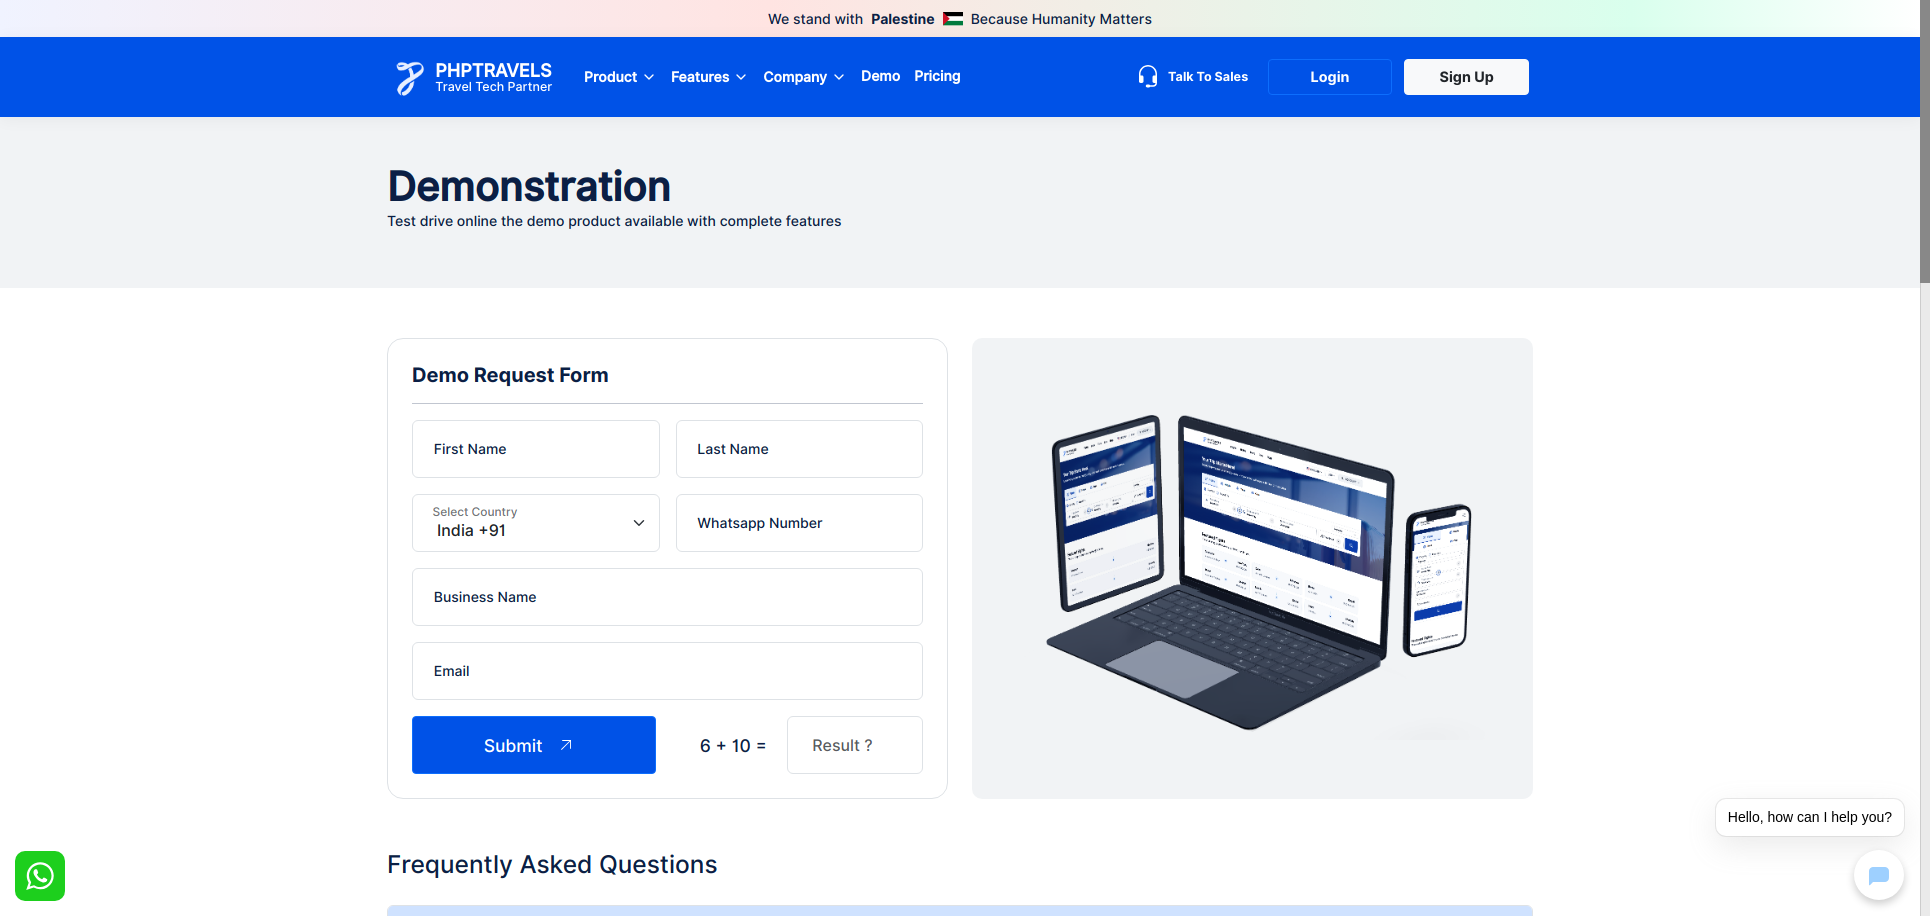 We stand with Palestine Because Humanity Matters
PHPTRAVELS
Travel Tech Partner
Product
Features
Company
Demo
Pricing
Talk To Sales
Login
Sign Up
Demonstration
Test drive online the demo product available with complete features
Demo Request Form
First Name
Last Name
Select Country
India +91
Whatsapp Number
Business Name
Email
Submit
6 + 10 =
Result ?
Hello, how can I help you?
Frequently Asked Questions